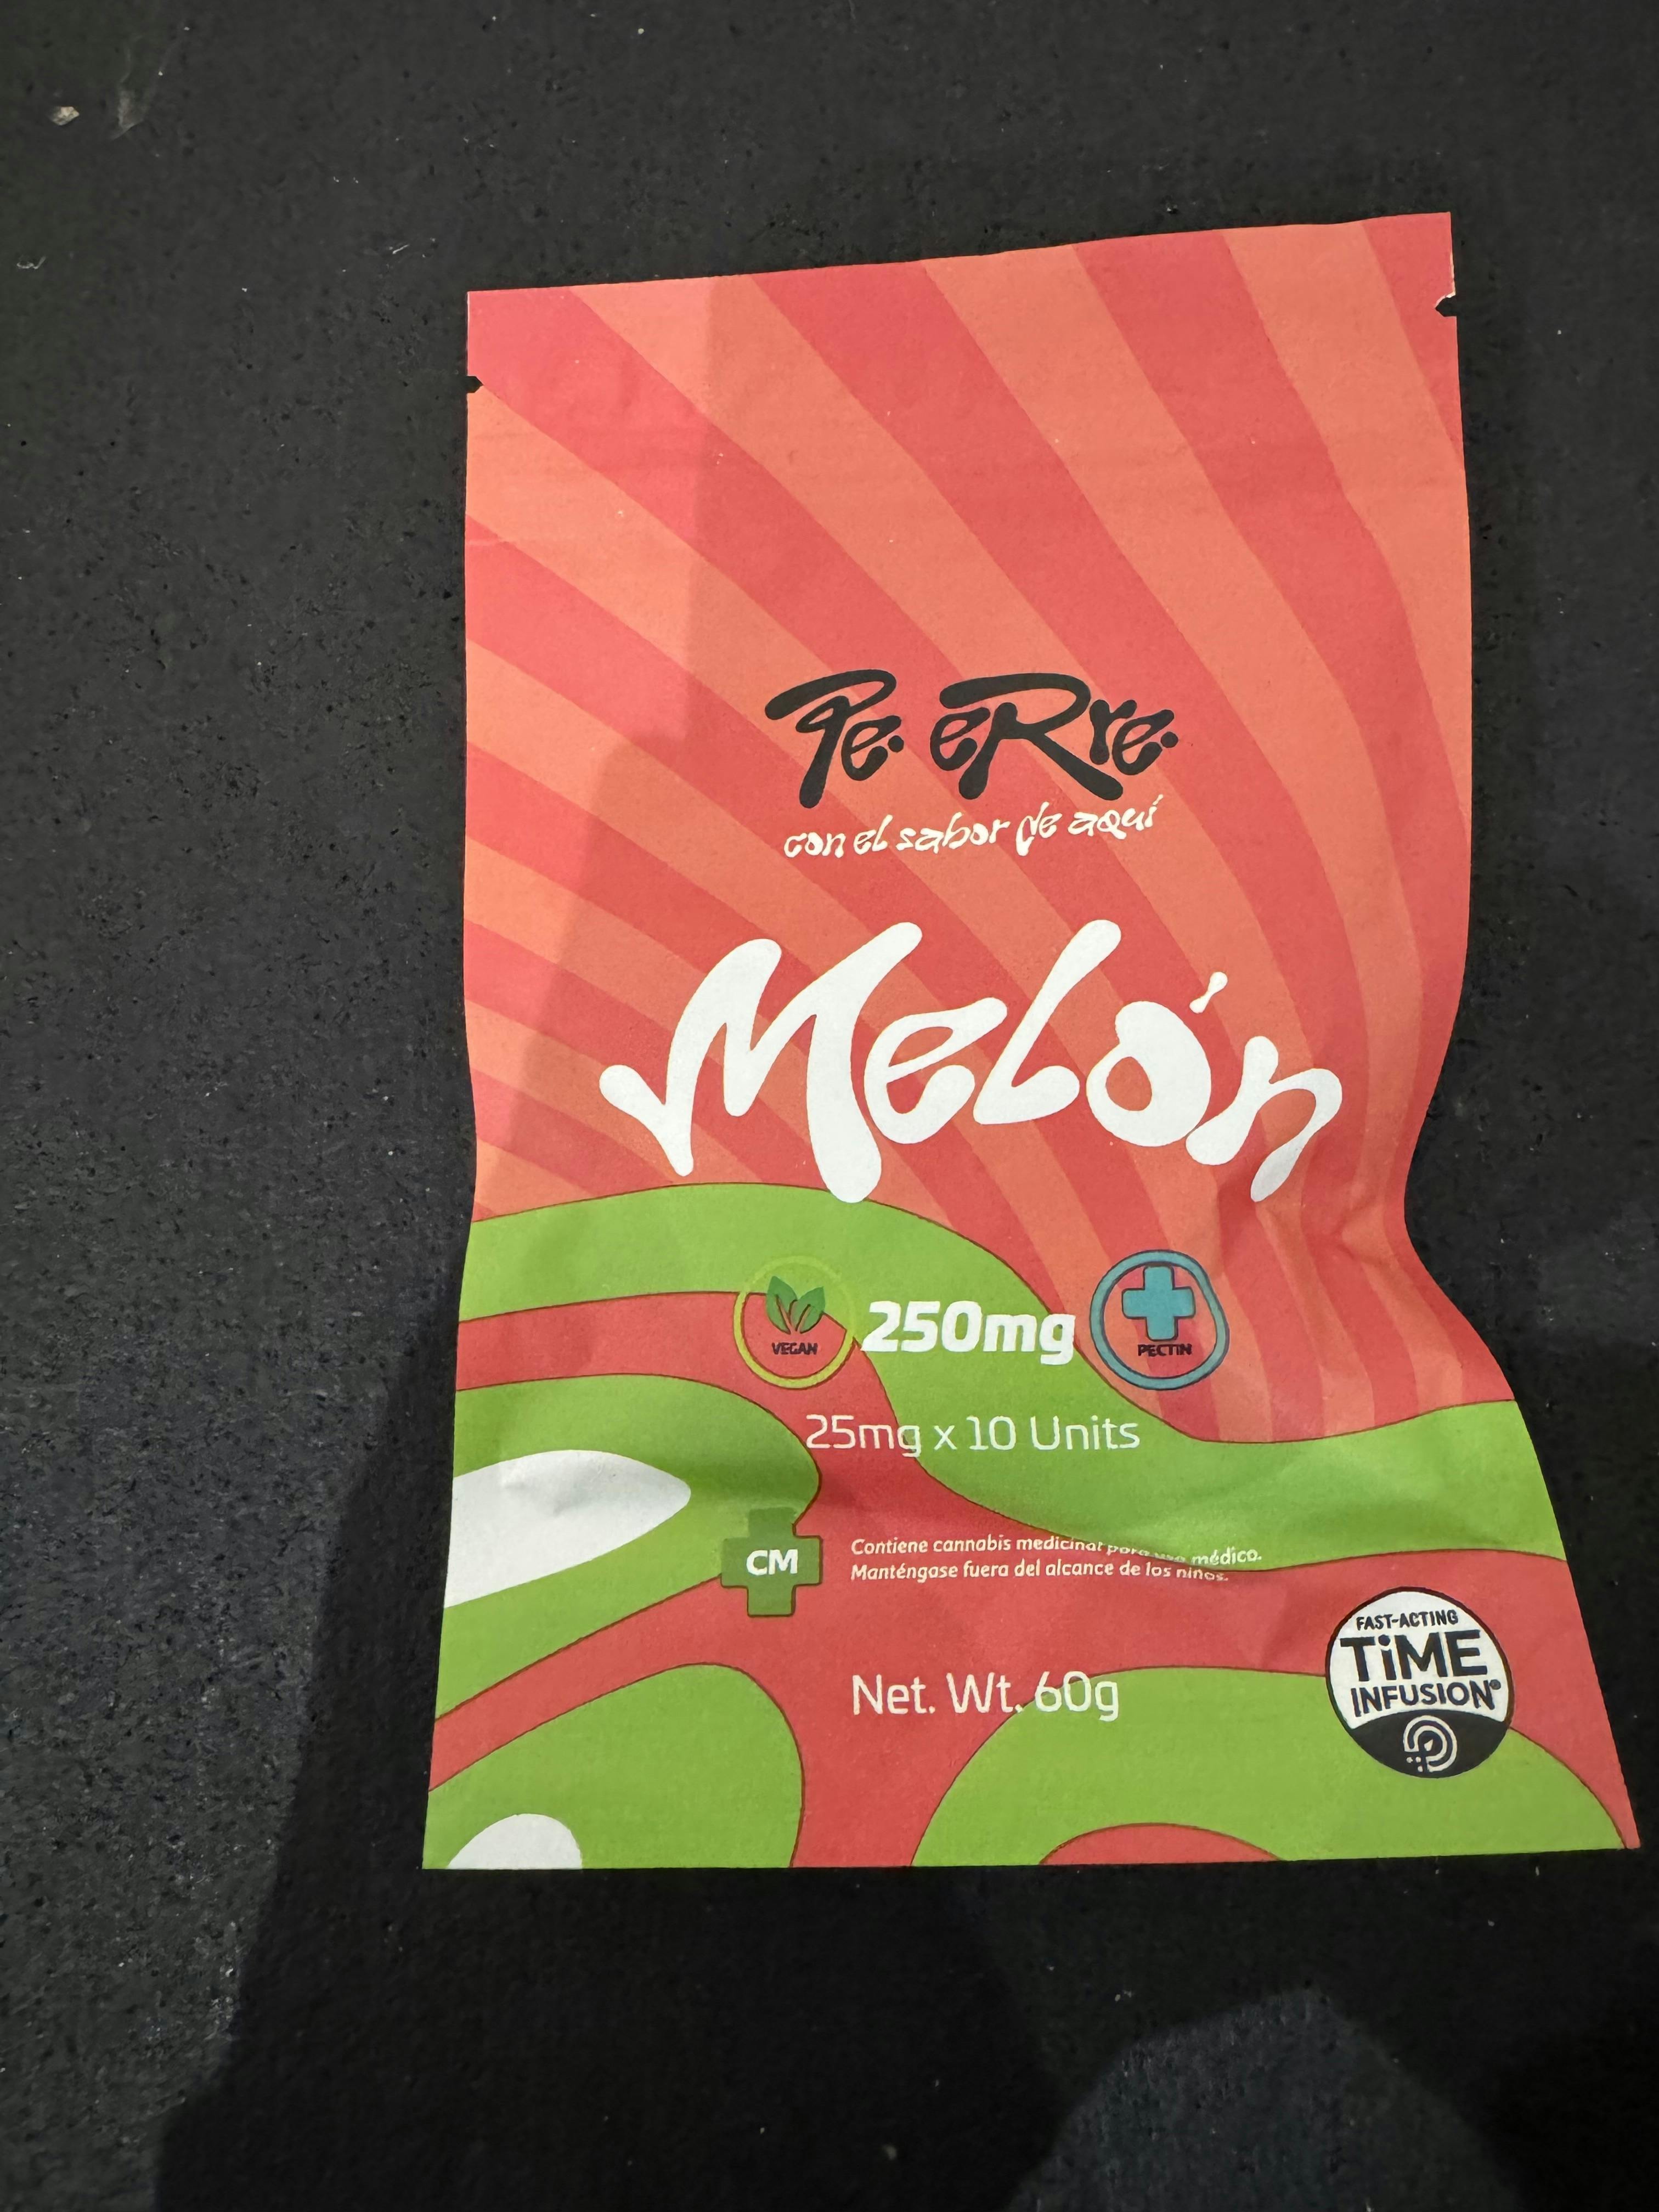 Pe. eRre.
con el sabor de aquí
Melón
VEGAN
250mg
PECTIN
25mg x 10 Units
CM
Contiene cannabis medicinal para uso médico.
Manténgase fuera del alcance de los niños.
Net. Wt. 60g
FAST-ACTING
TiME
INFUSION®